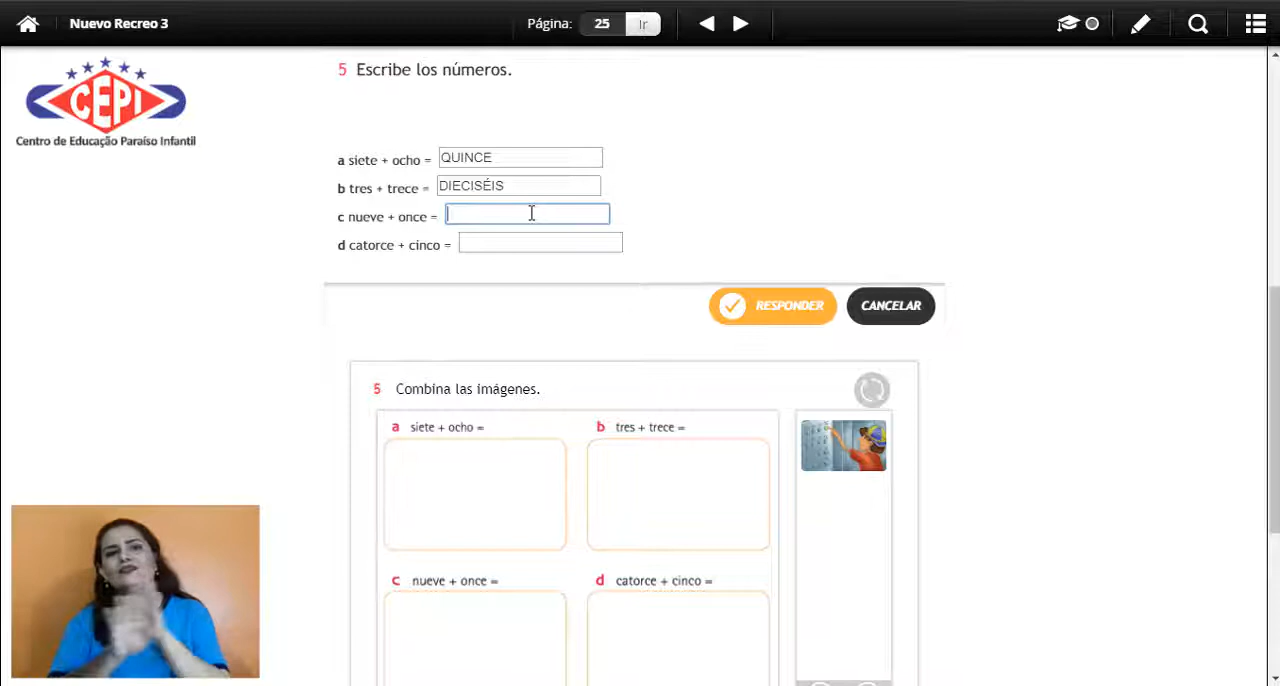 Nuevo Recreo 3
Página: 25 Ir
CEPI
Centro de Educação Paraíso Infantil
5 Escribe los números.
a siete + ocho = QUINCE
b tres + trece = DIECISÉIS
c nueve + once =
d catorce + cinco =
RESPONDER CANCELAR
5 Combina las imágenes.
a siete + ocho = b tres + trece =
c nueve + once = d catorce + cinco =